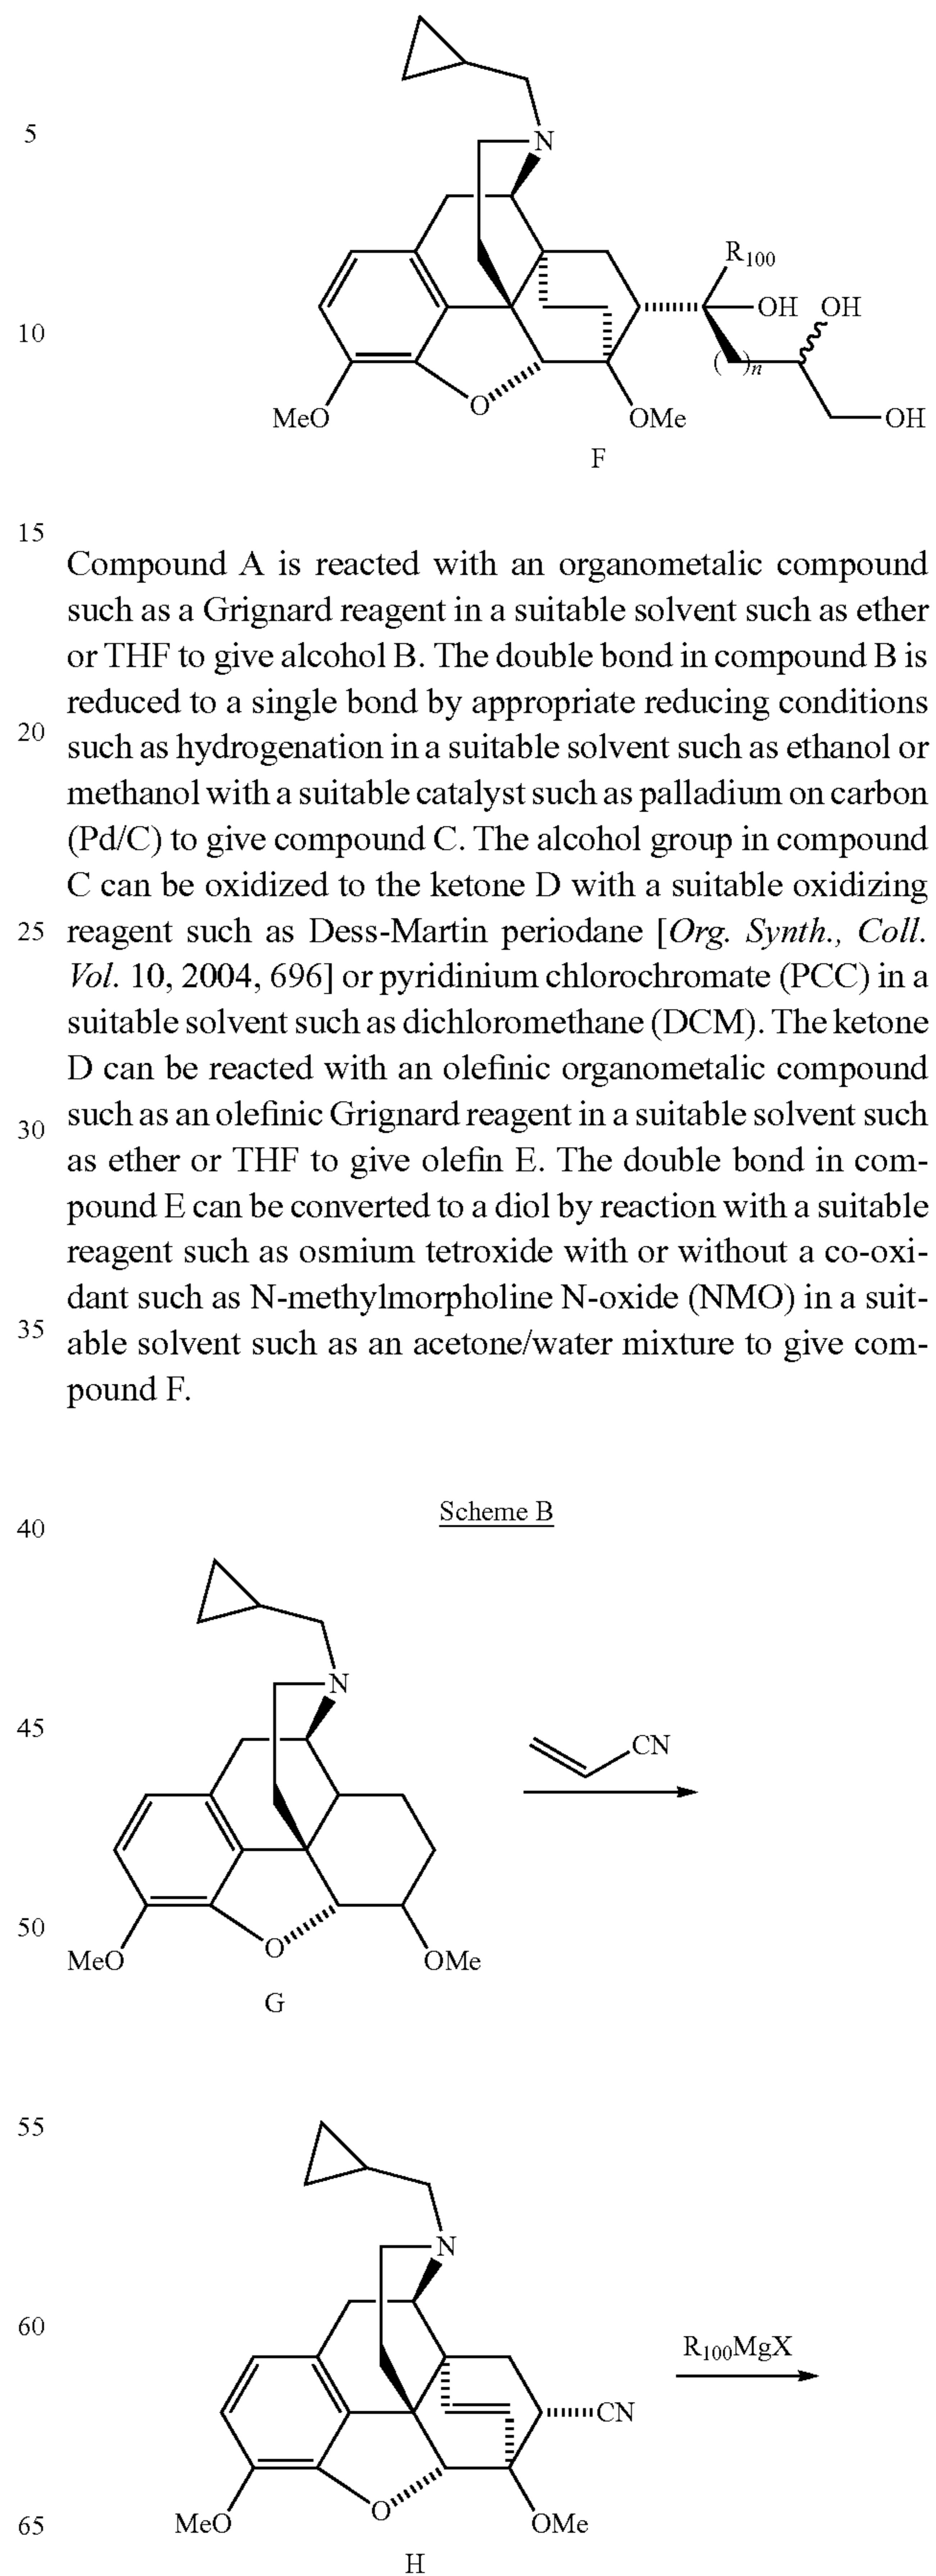 5
N
R100
10
OH OH
( )n
MeO
O
OMe
OH
F
15
Compound A is reacted with an organometalic compound
such as a Grignard reagent in a suitable solvent such as ether
or THF to give alcohol B. The double bond in compound B is
reduced to a single bond by appropriate reducing conditions
20
such as hydrogenation in a suitable solvent such as ethanol or
methanol with a suitable catalyst such as palladium on carbon
(Pd/C) to give compound C. The alcohol group in compound
C can be oxidized to the ketone D with a suitable oxidizing
25 reagent such as Dess-Martin periodane [Org. Synth., Coll.
Vol. 10, 2004, 696] or pyridinium chlorochromate (PCC) in a
suitable solvent such as dichloromethane (DCM). The ketone
D can be reacted with an olefinic organometalic compound
30 such as an olefinic Grignard reagent in a suitable solvent such
as ether or THF to give olefin E. The double bond in com-
pound E can be converted to a diol by reaction with a suitable
reagent such as osmium tetroxide with or without a co-oxi-
dant such as N-methylmorpholine N-oxide (NMO) in a suit-
35 able solvent such as an acetone/water mixture to give com-
pound F.
Scheme B
40
N
45
CN
50
MeO
O
OMe
G
55
N
60
R100MgX
CN
MeO
O
OMe
65
H